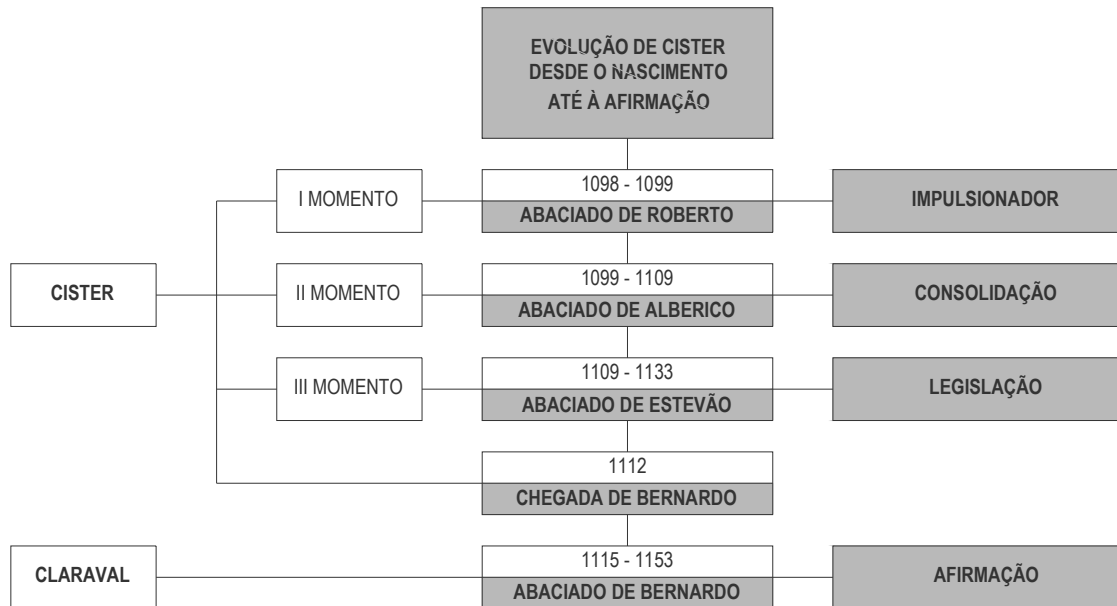 EVOLUÇÃO DE CISTER
DESDE O NASCIMENTO
ATÉ À AFIRMAÇÃO
I MOMENTO
1098 - 1099
ABACIADO DE ROBERTO
IMPULSIONADOR
CISTER
II MOMENTO
1099 - 1109
ABACIADO DE ALBERICO
CONSOLIDAÇÃO
III MOMENTO
1109 - 1133
ABACIADO DE ESTEVÃO
LEGISLAÇÃO
1112
CHEGADA DE BERNARDO
CLARAVAL
1115 - 1153
ABACIADO DE BERNARDO
AFIRMAÇÃO